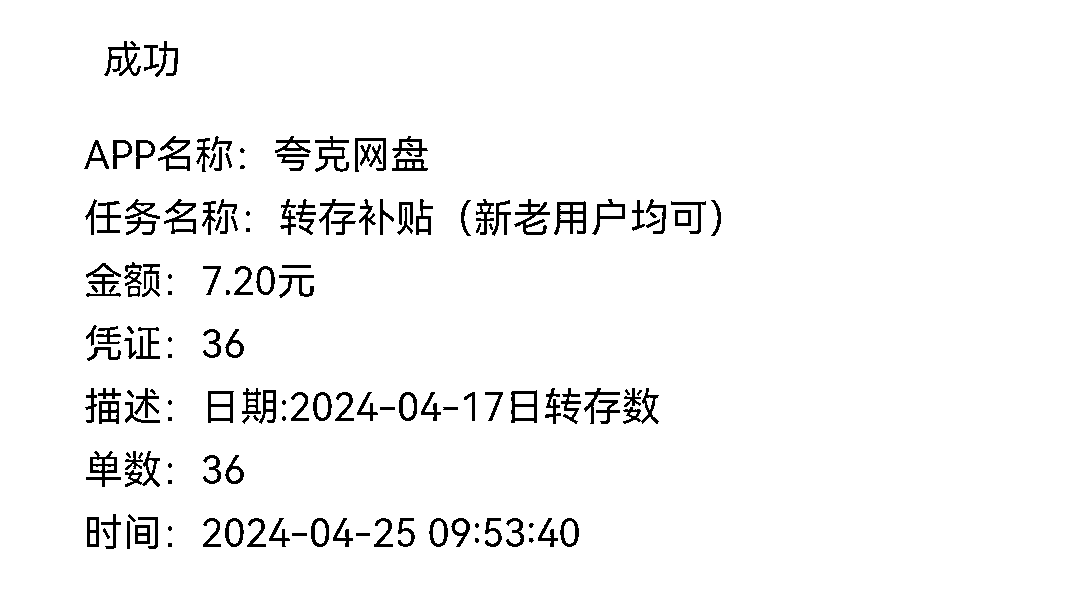 成功
APP名称：夸克网盘
任务名称：转存补贴（新老用户均可）
金额：7.20元
凭证：36
描述：日期:2024-04-17日转存数
单数：36
时间：2024-04-25 09:53:40